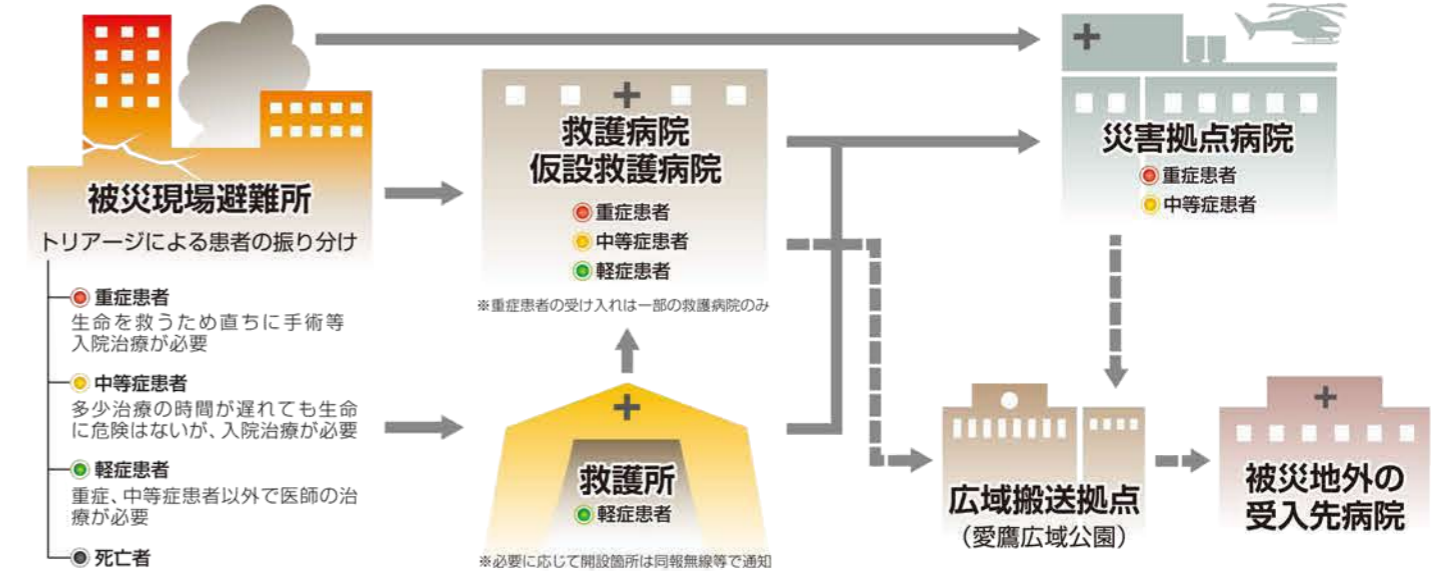 被災現場避難所
トリアージによる患者の振り分け
重症患者
生命を救うため直ちに手術等
入院治療が必要
中等症患者
多少治療の時間が遅れても生命
に危険はないが、入院治療が必要
軽症患者
重症、中等症患者以外で医師の治
療が必要
死亡者
救護病院
仮設救護病院
重症患者
中等症患者
軽症患者
※重症患者の受け入れは一部の救護病院のみ
救護所
軽症患者
※必要に応じて開設箇所は同報無線等で通知
災害拠点病院
重症患者
中等症患者
広域搬送拠点
（愛鷹広域公園）
被災地外の
受入先病院